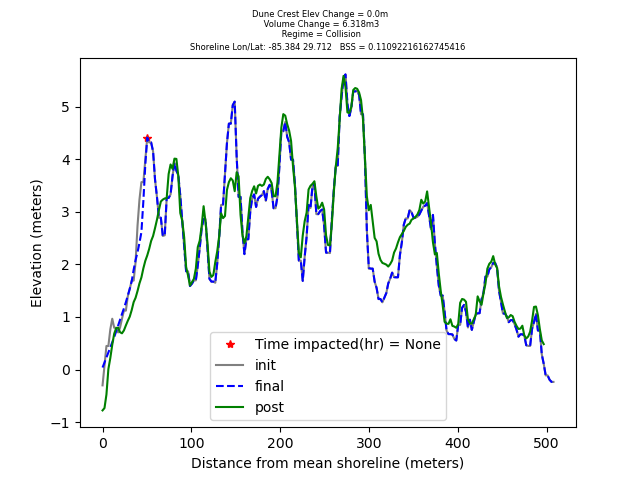 Dune Crest Elev Change = 0.0m
Volume Change = 6.318m3
Regime = Collision
Shoreline Lon/Lat: -85.384 29.712 BSS = 0.11092216162745416
5
4
3
2
1
0
−1
Elevation (meters)
Time impacted(hr) = None
init
final
post
0 100 200 300 400 500
Distance from mean shoreline (meters)